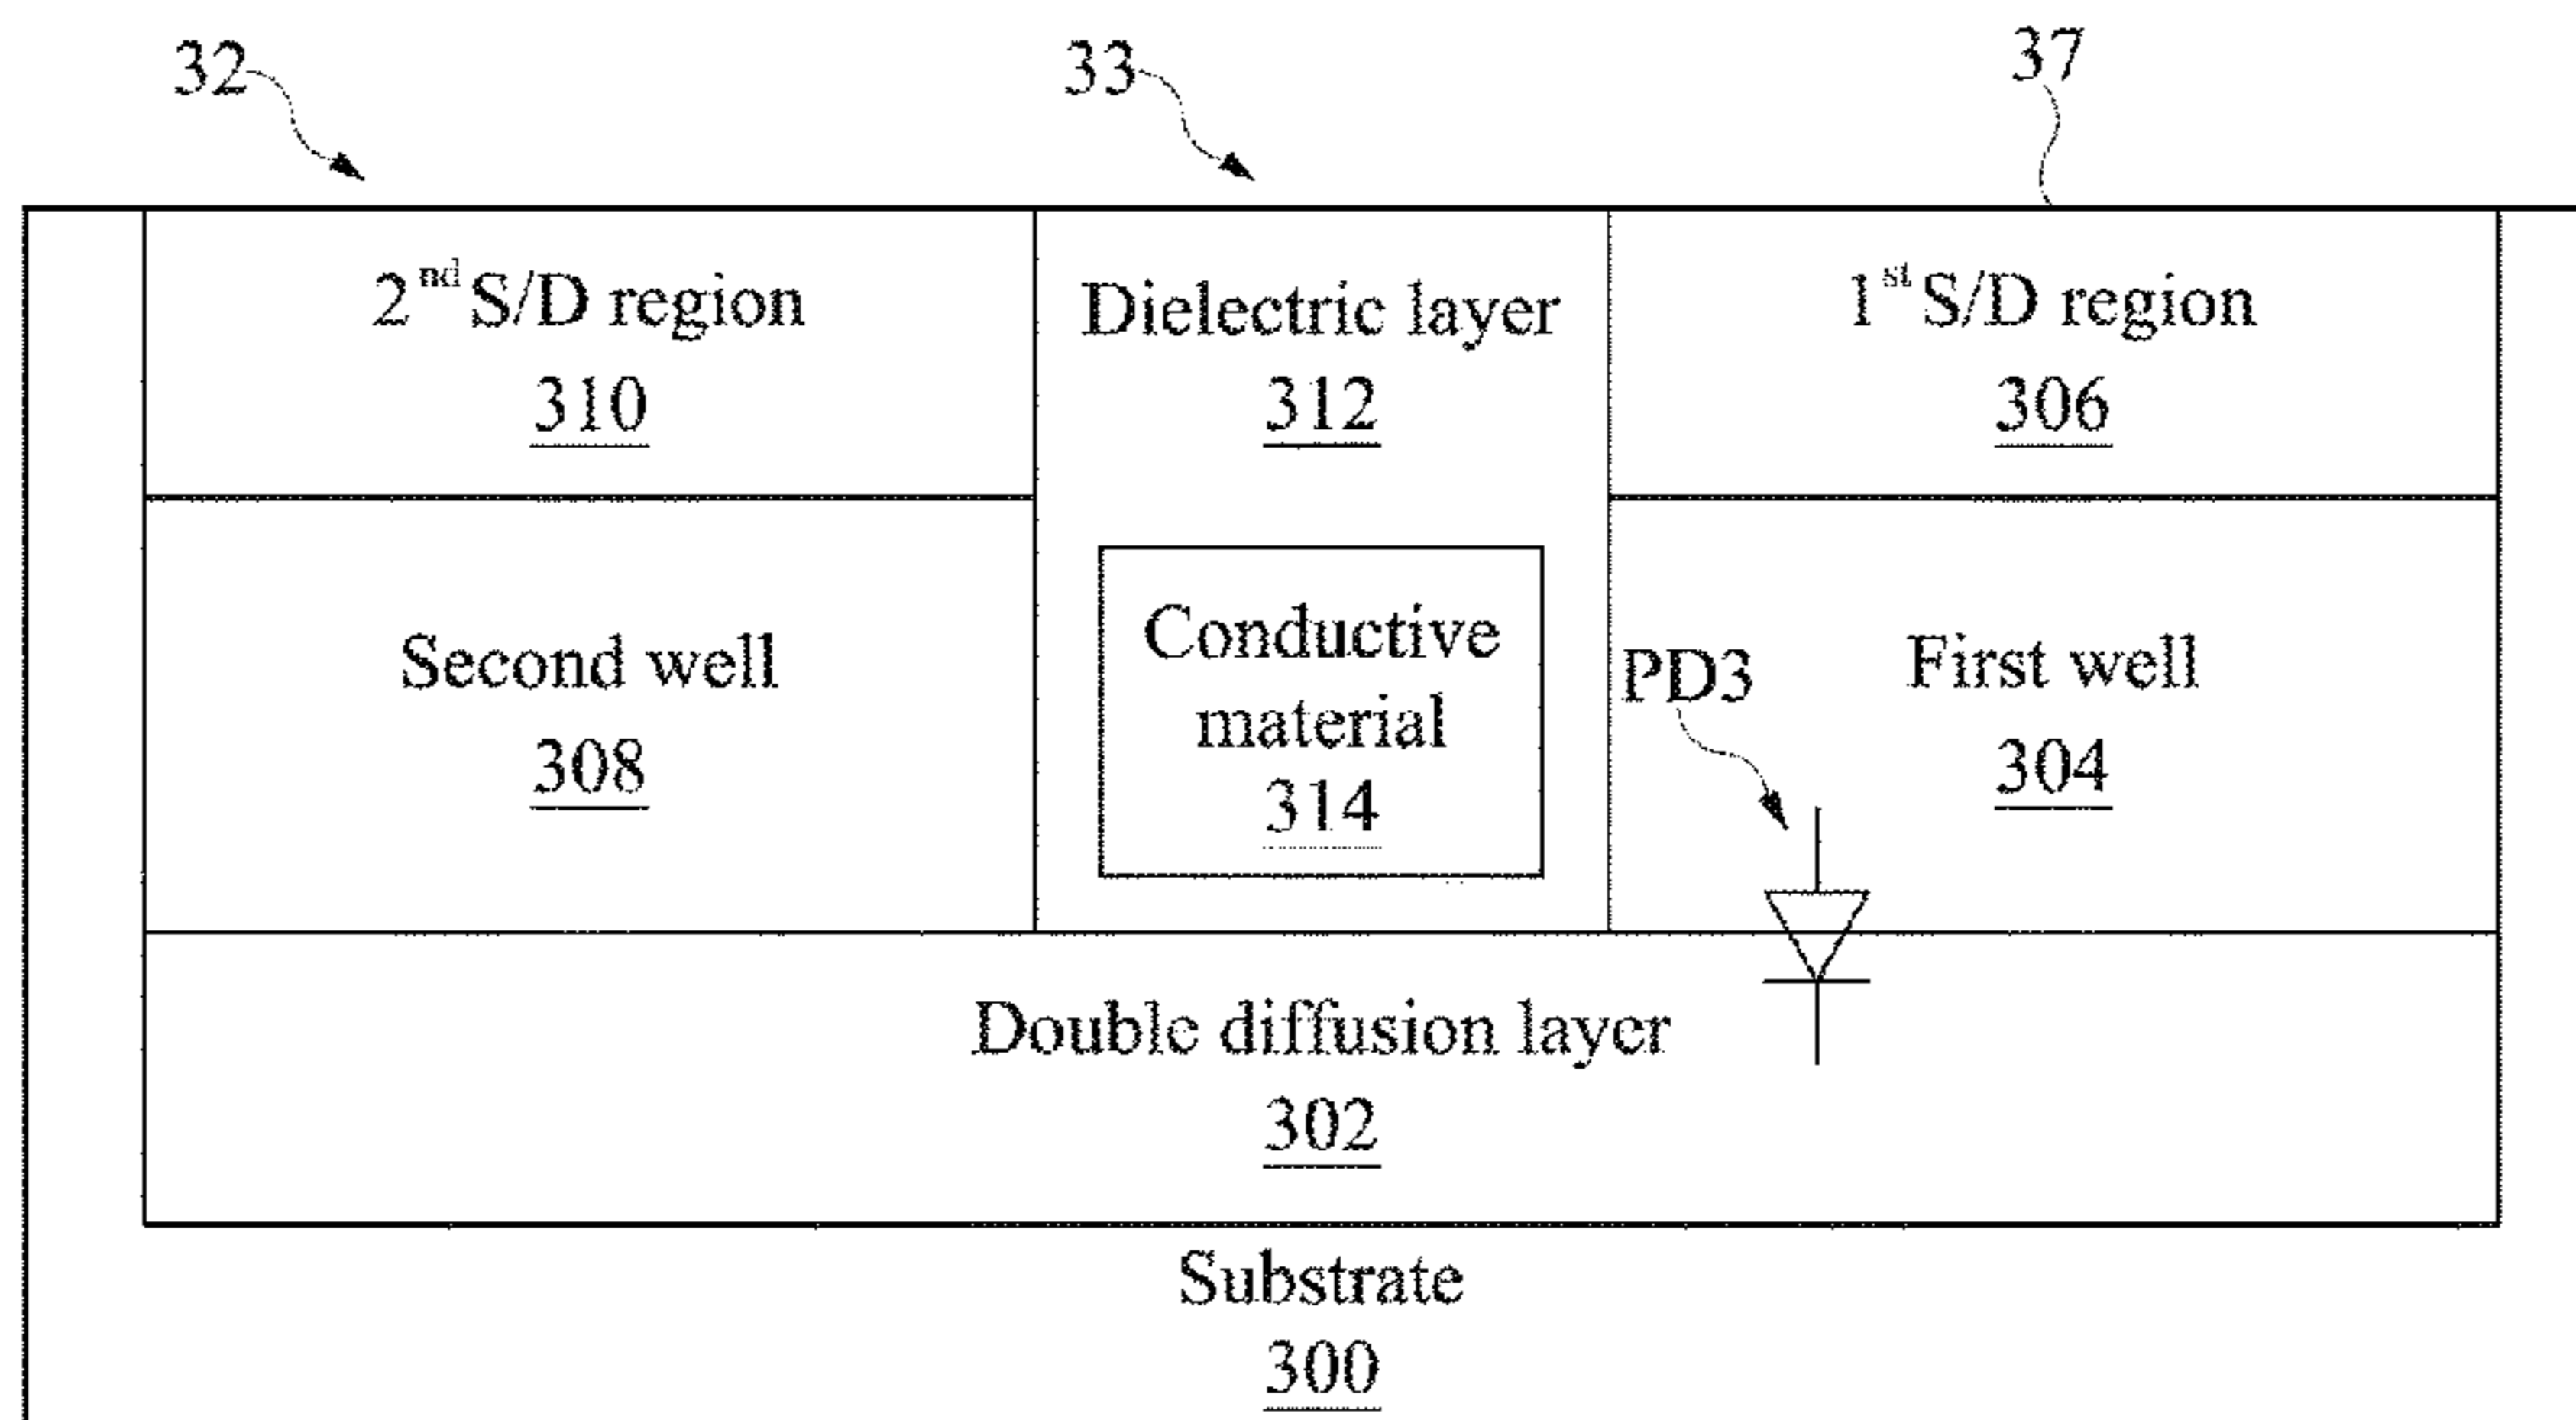 32
33
37
2nd S/D region
310
Dielectric layer
312
1st S/D region
306
Second well
308
Conductive
material
314
PD3
First well
304
Double diffusion layer
302
Substrate
300